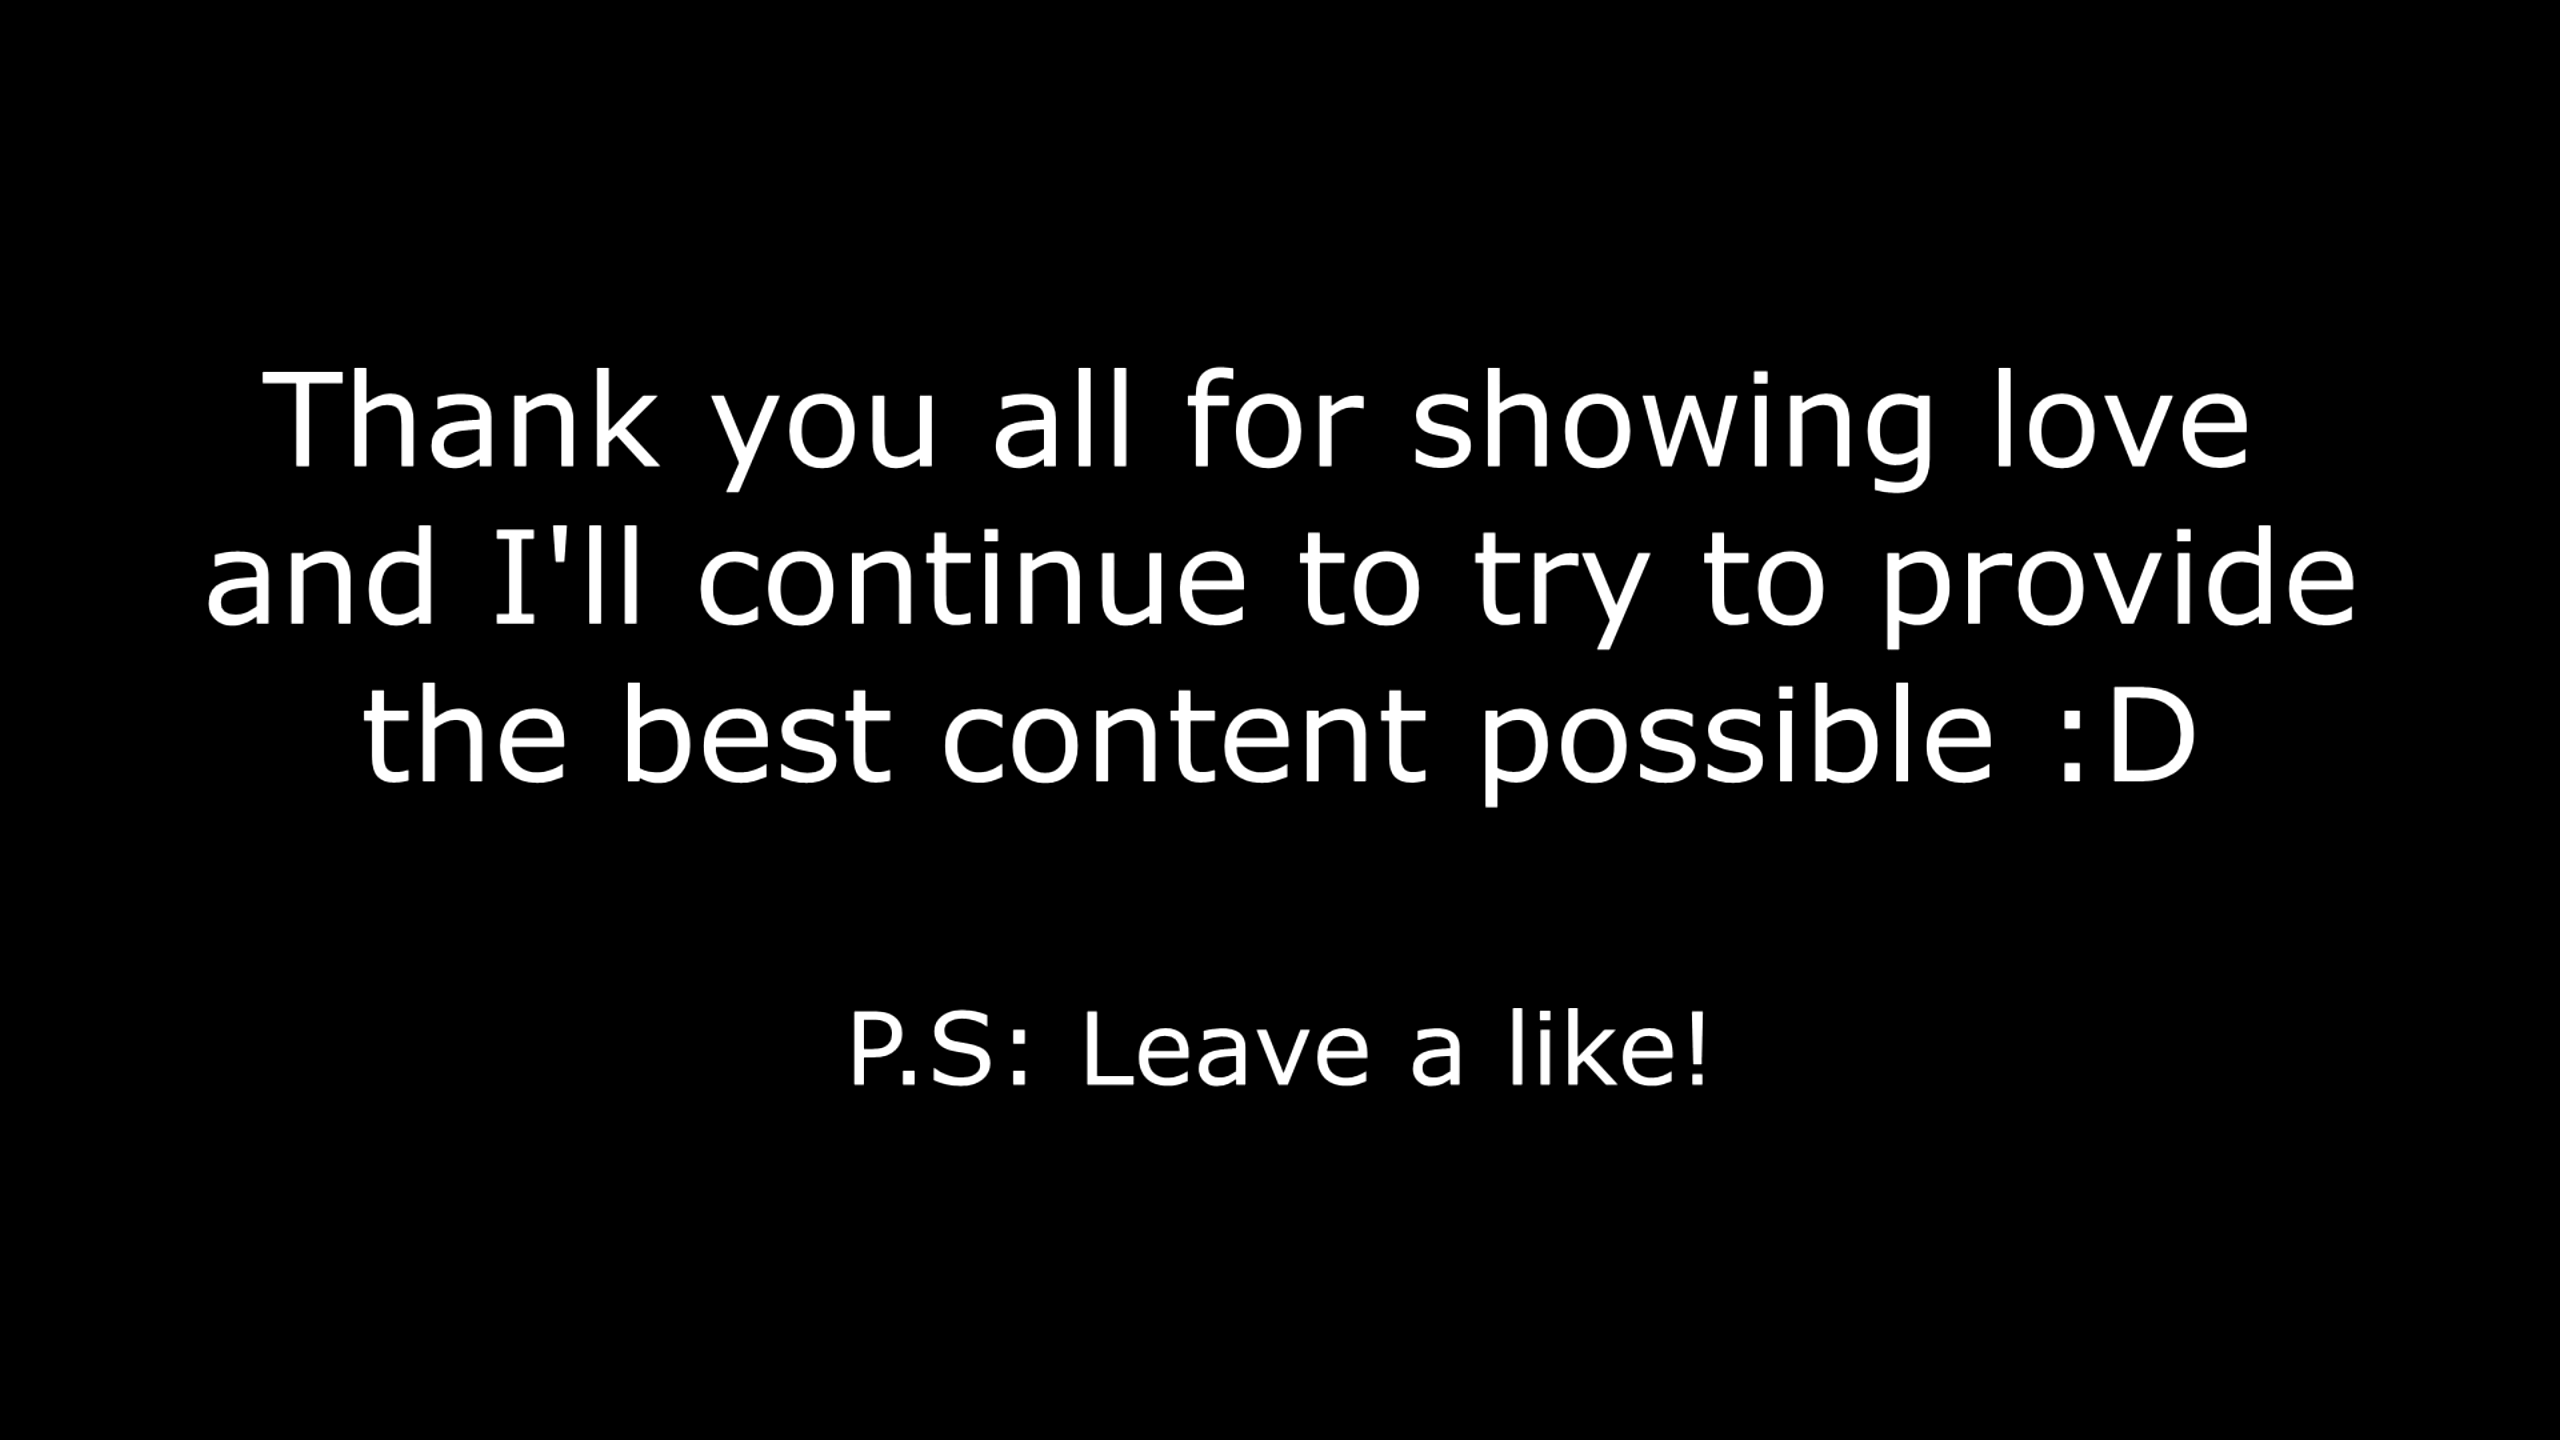 Thank you all for showing love
and I'll continue to try to provide
the best content possible :D
P.S: Leave a like!